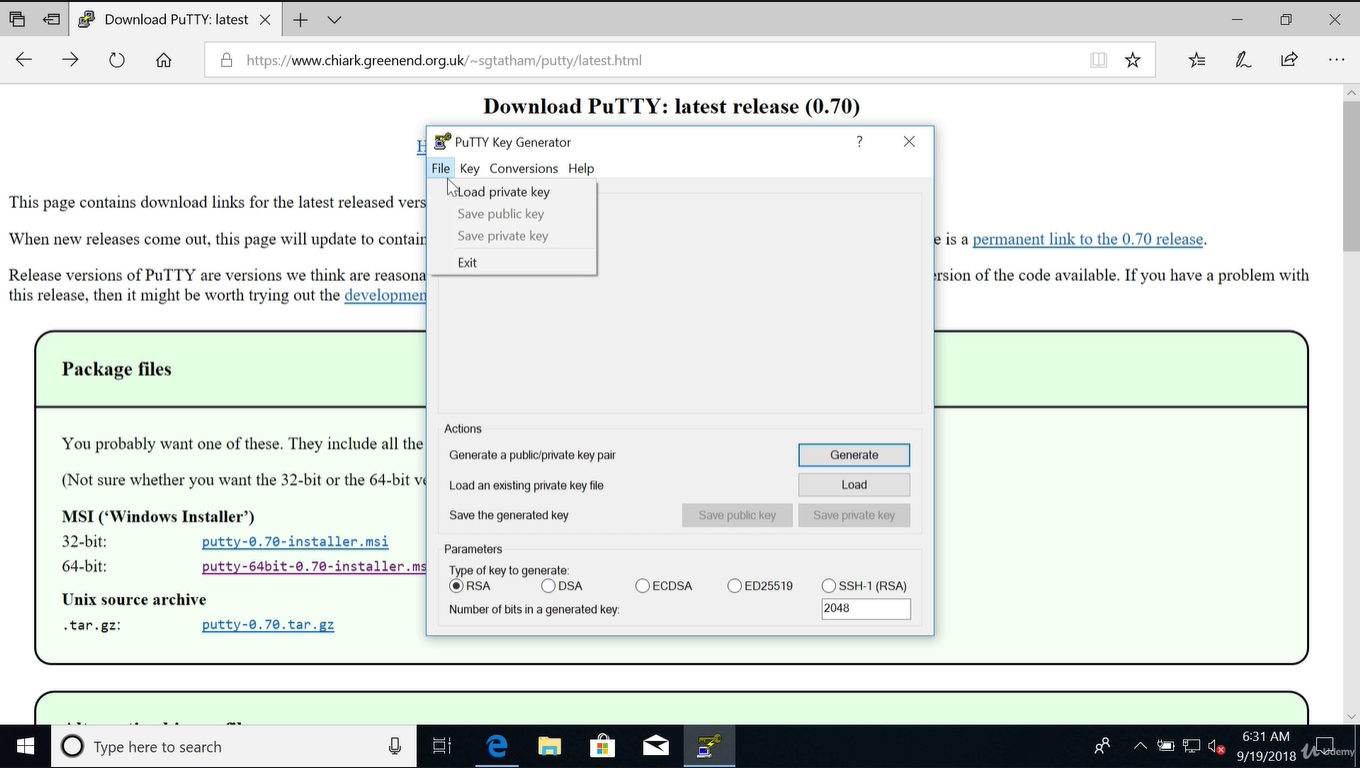 Download PuTTY: latest
https://www.chiark.greenend.org.uk/~sgtatham/putty/latest.html
Download PuTTY: latest release (0.70)
PuTTY Key Generator
?
H
File Key Conversions Help
Load private key
Save public key
Save private key
Exit
This page contains download links for the latest released
When new releases come out, this page will update to contain
e is a permanent link to the 0.70 release.
Release versions of PuTTY are versions we think are
rsion of the code available. If you have a problem with
this release, then it might be worth trying out the
Package files
You probably want one of these. They include all the
(Not sure whether you want the 32-bit or the 64-bit
MSI (‘Windows Installer’)
32-bit: putty-0.70-installer.msi
64-bit: putty-64bit-0.70-installer.ms
Unix source archive
.tar.gz: putty-0.70.tar.gz
Actions
Generate a public/private key pair Generate
Load an existing private key file Load
Save the generated key Save public key Save private key
Parameters
Type of key to generate:
RSA DSA ECDSA ED25519 SSH-1 (RSA)
Number of bits in a generated key: 2048
Type here to search
6:31 AM
9/19/2018
Udemy